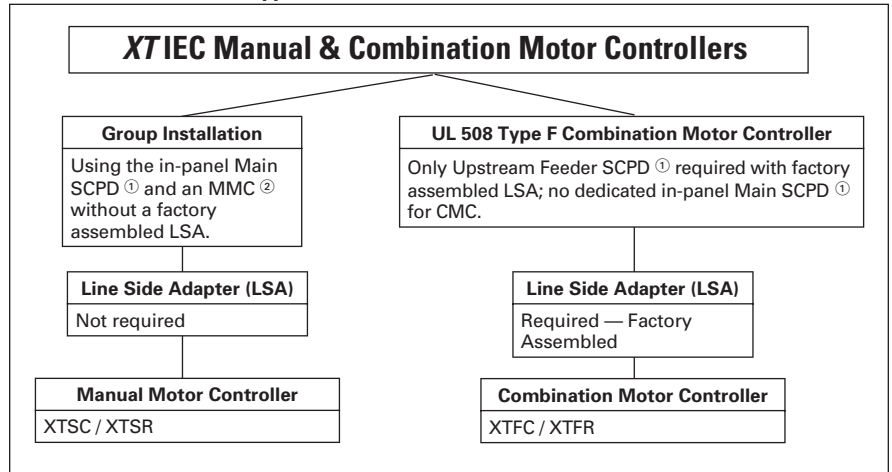 XT IEC Manual & Combination Motor Controllers
Group Installation
Using the in-panel Main
SCPD ① and an MMC ②
without a factory
assembled LSA.
UL 508 Type F Combination Motor Controller
Only Upstream Feeder SCPD ① required with factory
assembled LSA; no dedicated in-panel Main SCPD ①
for CMC.
Line Side Adapter (LSA)
Not required
Line Side Adapter (LSA)
Required — Factory
Assembled
Manual Motor Controller
XTSC / XTSR
Combination Motor Controller
XTFC / XTFR